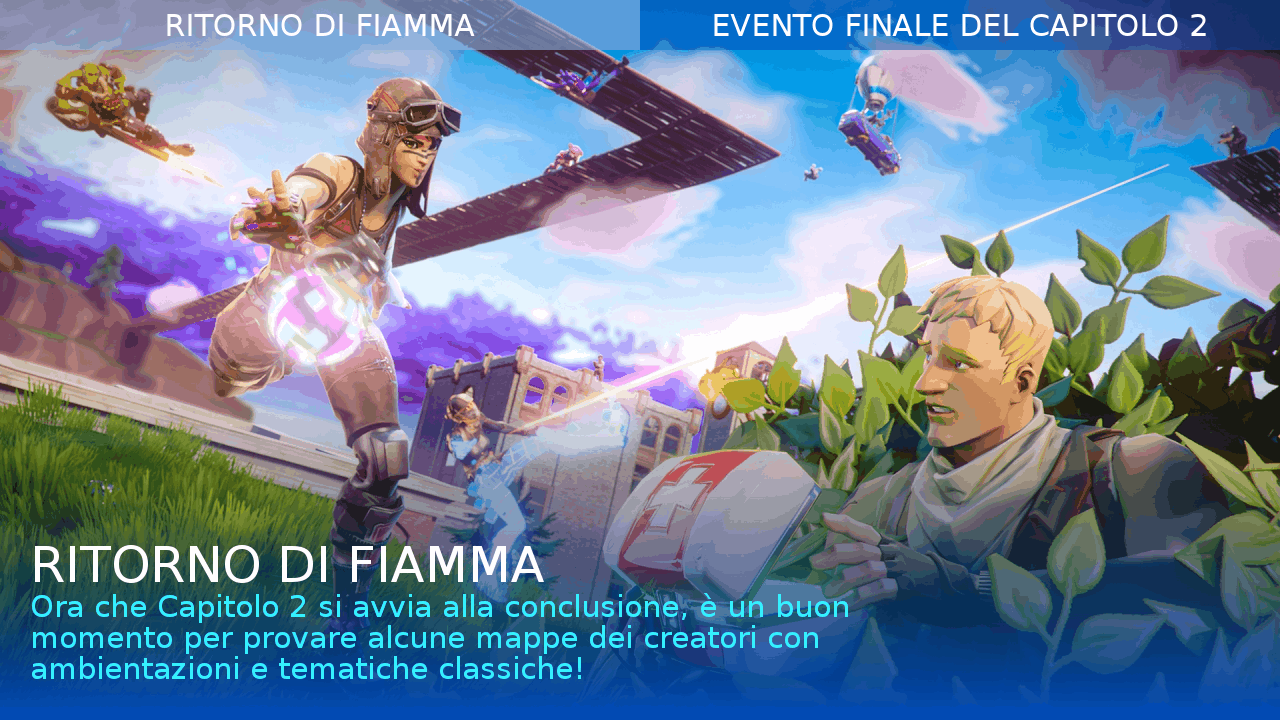 RITORNO DI FIAMMA
EVENTO FINALE DEL CAPITOLO 2
RITORNO DI FIAMMA
Ora che Capitolo 2 si avvia alla conclusione, è un buon
momento per provare alcune mappe dei creatori con
ambientazioni e tematiche classiche!